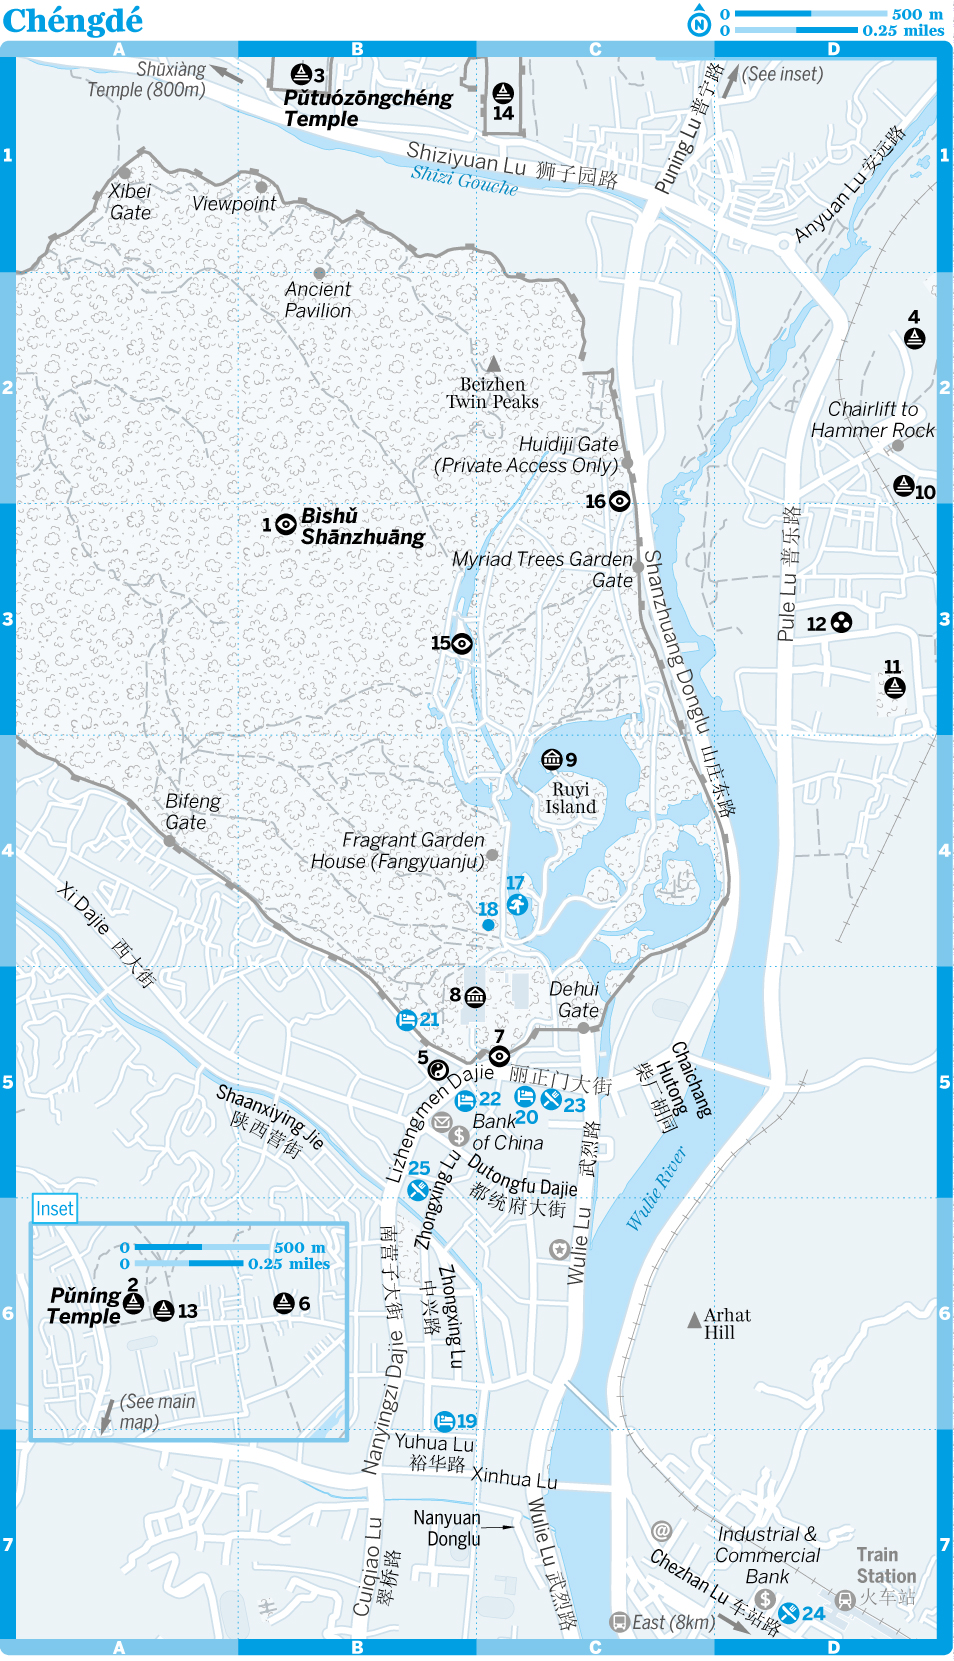 Chéngdé
N
0 500 m
0 0.25 miles
A B C D
Shūxiàng
Temple (800m)
3
Pǔtuózōngchéng
Temple
14
(See inset)
Puning Lu 普宁路
1
1
Shiziyuan Lu 狮子园路
Shizi Gouche
Anyuan Lu 安远路
Xibei
Gate
Viewpoint
Ancient
Pavilion
4
Beizhen
Twin Peaks
2
2
Chairlift to
Hammer Rock
Huidiji Gate
(Private Access Only)
10
16
1 Bìshǔ
Shānzhuāng
Myriad Trees Garden
Gate
Shanzhuang Donglu 山庄东路
Pule Lu 普乐路
3
3
12
15
11
9
Ruyi
Island
Bifeng
Gate
Fragrant Garden
House (Fangyuanju)
4
4
17
18
Xi Dajie 西大街
8
Dehui
Gate
21
7
5
Lizhengmen Dajie 丽正门大街
Chaichang
Hutong
柴厂胡同
5
5
22
20
23
Shaanxiying Jie
陕西营街
$
Bank
of China
武烈路
25
Zhongxing Lu
Dutongfu Dajie
都统府大街
Wulie River
Wulie Lu
Inset
0 500 m
0 0.25 miles
2
Pǔníng
Temple
13
6
(See main
map)
南营子大街
Nanyingzi Dajie
Zhongxing Lu
中兴路
6
6
Arhat
Hill
19
Yuhua Lu
裕华路
Xinhua Lu
Nanyuan
Donglu
Wulie Lu 武烈路
Cuiqiao Lu
翠桥路
7
7
@
Industrial &
Commercial
Bank
Chezhan Lu 车站路
$
24
Train
Station
火车站
East (8km)
A B C D